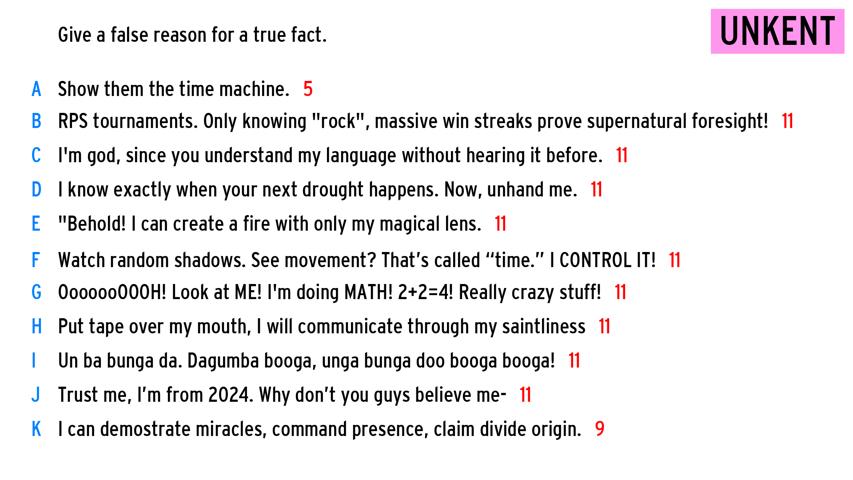 Give a false reason for a true fact.
UNKENT
A Show them the time machine. 5
B RPS tournaments. Only knowing "rock", massive win streaks prove supernatural foresight! 11
C I'm god, since you understand my language without hearing it before. 11
D I know exactly when your next drought happens. Now, unhand me. 11
E "Behold! I can create a fire with only my magical lens. 11
F Watch random shadows. See movement? That’s called “time.” I CONTROL IT! 11
G OoooooOOOH! Look at ME! I'm doing MATH! 2+2=4! Really crazy stuff! 11
H Put tape over my mouth, I will communicate through my saintliness 11
I Un ba bunga da. Dagumba booga, unga bunga doo booga booga! 11
J Trust me, I’m from 2024. Why don’t you guys believe me- 11
K I can demostrate miracles, command presence, claim divide origin. 9